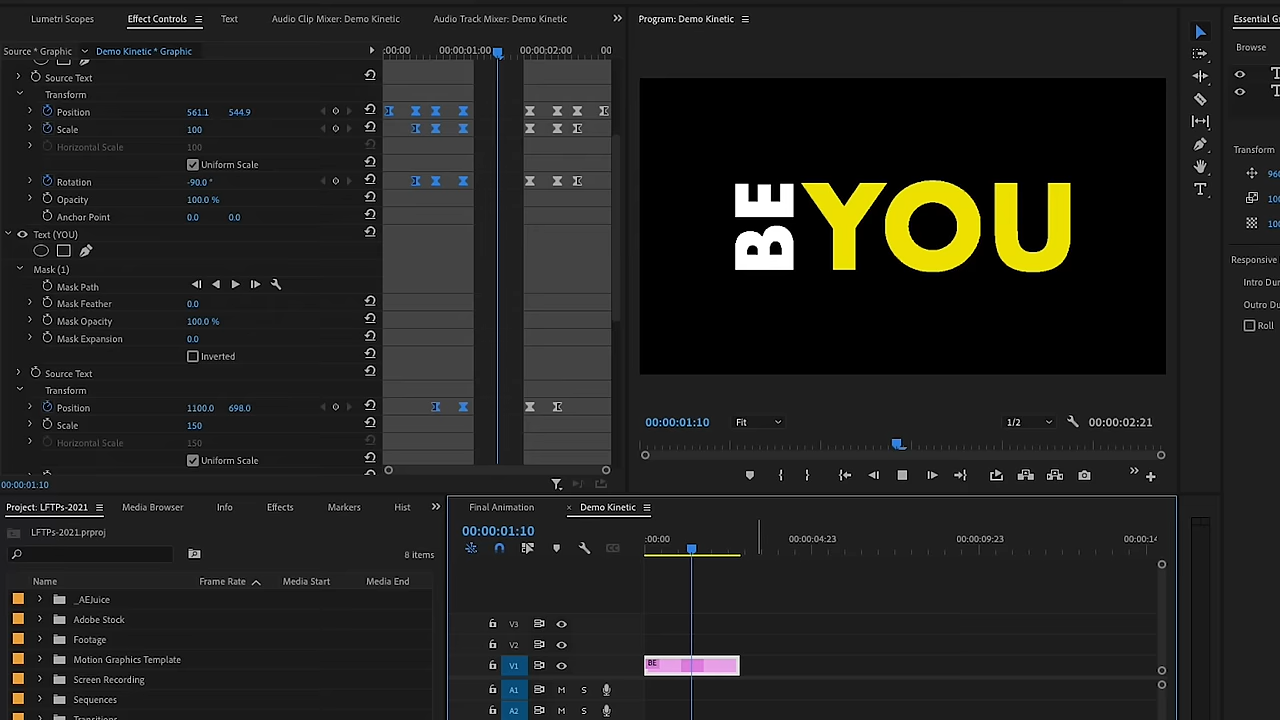 Lumetri Scopes Effect Controls Text Audio Clip Mixer: Demo Kinetic Audio Track Mixer: Demo Kinetic
Source * Graphic Demo Kinetic * Graphic
:00:00 00:00:01:00 00:00:02:00 00
Source Text
Transform
Position 561.1 544.9
Scale 100
Horizontal Scale 100
Uniform Scale
Rotation -90.0 °
Opacity 100.0 %
Anchor Point 0.0 0.0
Text (YOU)
Mask (1)
Mask Path
Mask Feather 0.0
Mask Opacity 100.0 %
Mask Expansion 0.0
Inverted
Source Text
Transform
Position 1100.0 698.0
Scale 150
Horizontal Scale 150
Uniform Scale
00:00:01:10
Program: Demo Kinetic
BE YOU
00:00:01:10 Fit 1/2 00:00:02:21
Essential Gr
Browse
T
T
Transform
960
100
100
Responsive
Intro Dur
Outro Du
Roll
Project: LFTPs-2021 Media Browser Info Effects Markers Hist
LFTPs-2021.prproj
8 items
Name Frame Rate Media Start Media End
_AEJuice
Adobe Stock
Footage
Motion Graphics Template
Screen Recording
Sequences
Transitions
Final Animation × Demo Kinetic
00:00:01:10
:00:00 00:00:04:23 00:00:09:23 00:00:14
V3
V2
V1 BE
A1 M S
A2 M S